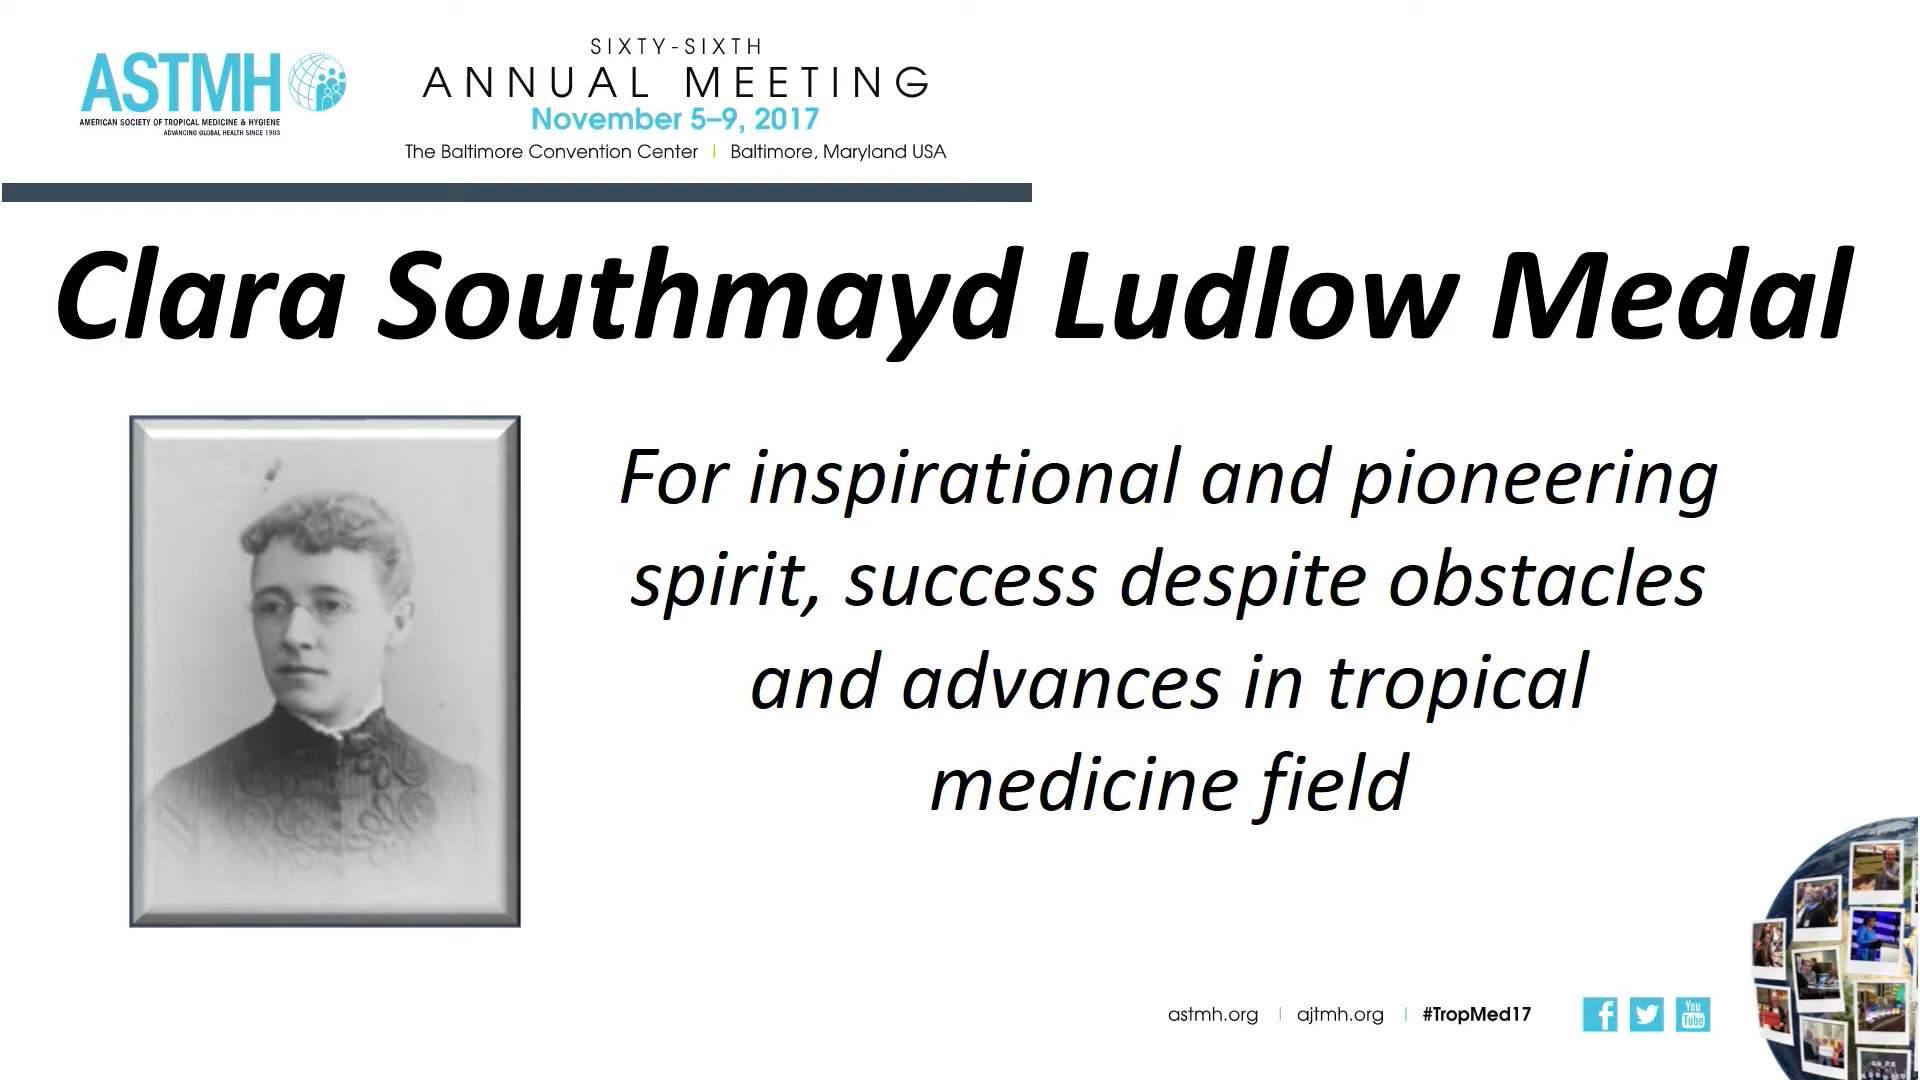 ASTMH
AMERICAN SOCIETY OF TROPICAL MEDICINE & HYGIENE
ADVANCING GLOBAL HEALTH SINCE 1903
SIXTY-SIXTH
ANNUAL MEETING
November 5–9, 2017
The Baltimore Convention Center | Baltimore, Maryland USA
Clara Southmayd Ludlow Medal
For inspirational and pioneering
spirit, success despite obstacles
and advances in tropical
medicine field
astmh.org | ajtmh.org | #TropMed17
You
Tube